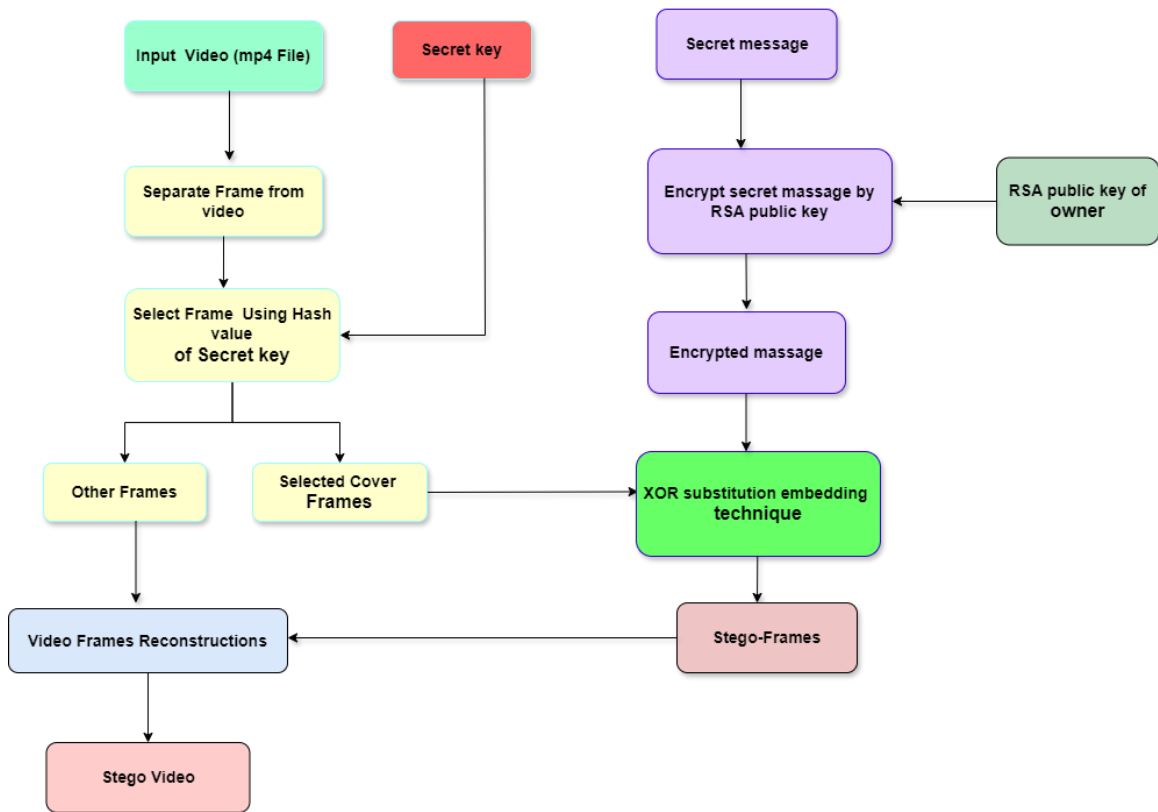 Input Video (mp4 File)
Secret key
Secret message
Separate Frame from
video
Encrypt secret massage by
RSA public key
RSA public key of
owner
Select Frame Using Hash
value
of Secret key
Encrypted massage
Other Frames
Selected Cover
Frames
XOR substitution embedding
technique
Video Frames Reconstructions
Stego-Frames
Stego Video